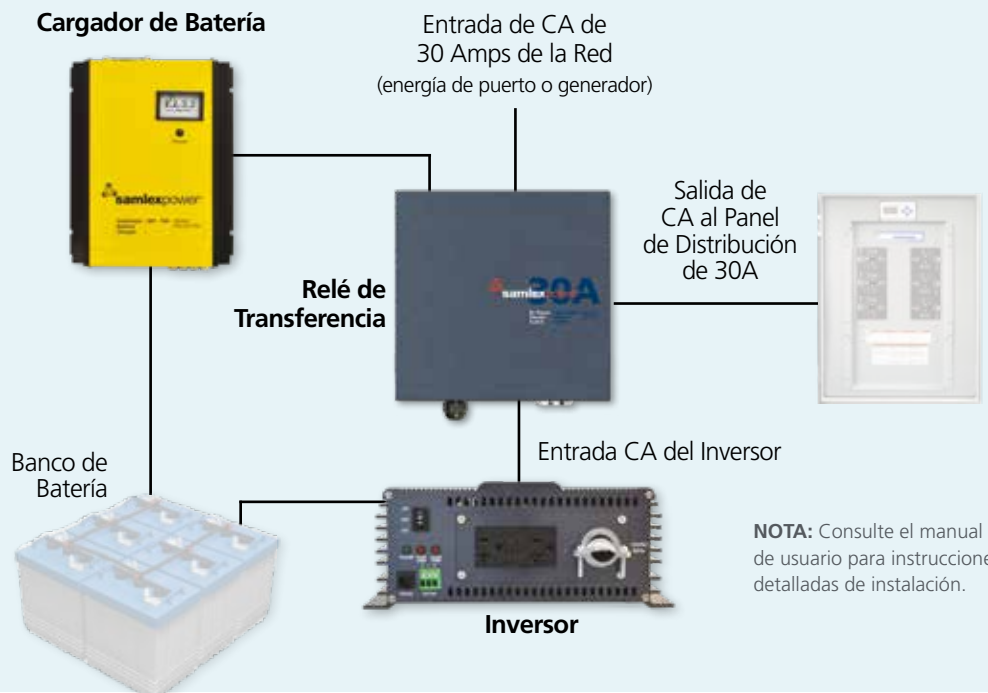 Cargador de Batería
Entrada de CA de
30 Amps de la Red
(energía de puerto o generador)
samlexpower
Salida de
CA al Panel
de Distribución
de 30A
Relé de
Transferencia
30A
samlexpower
Entrada CA del Inversor
Banco de
Batería
NOTA: Consulte el manual
de usuario para instrucciones
detalladas de instalación.
Inversor